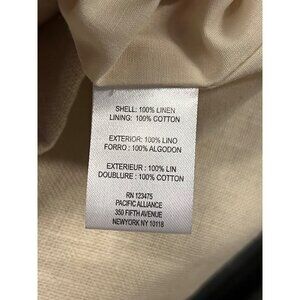 SHELL: 100% LINEN
LINING: 100% COTTON
EXTERIOR: 100% LINO
FORRO : 100% ALGODON
EXTERIEUR : 100% LIN
DOUBLURE : 100% COTTON
RN 123475
PACIFIC ALLIANCE
350 FIFTH AVENUE
NEWYORK NY 10118